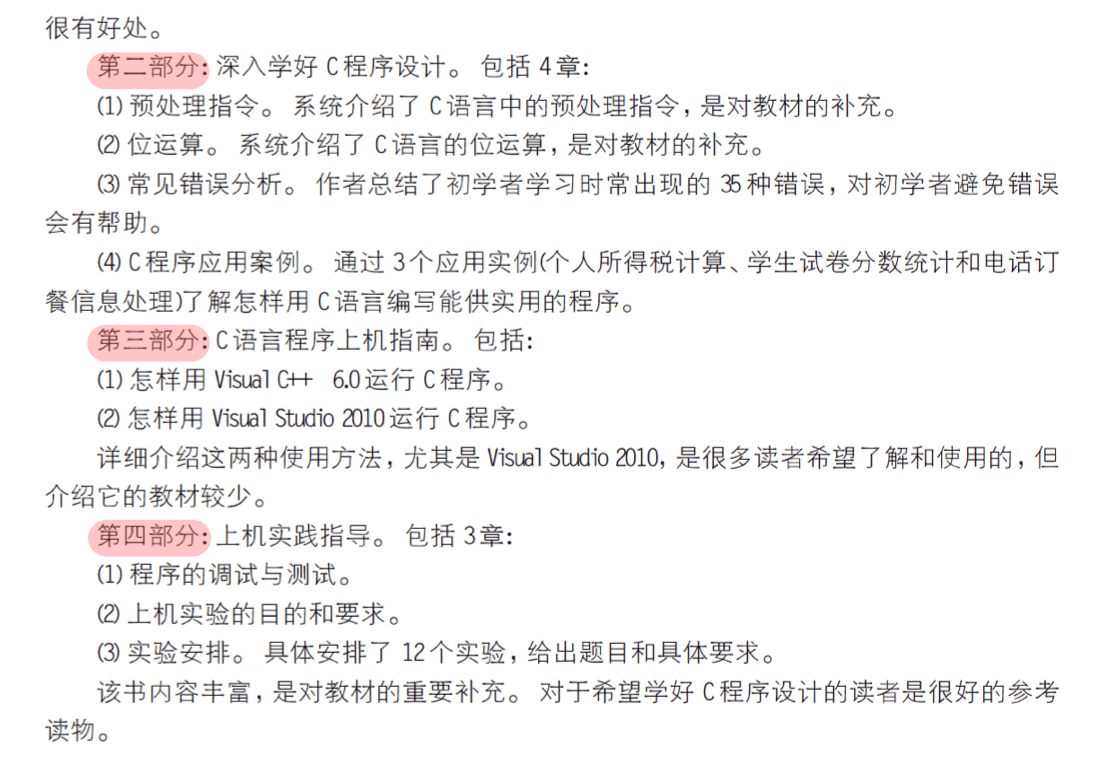 很有好处。
第二部分: 深入学好 C 程序设计。 包括 4 章:
(1) 预处理指令。 系统介绍了 C 语言中的预处理指令, 是对教材的补充。
(2) 位运算。 系统介绍了 C 语言的位运算, 是对教材的补充。
(3) 常见错误分析。 作者总结了初学者学习时常出现的 35 种错误, 对初学者避免错误
会有帮助。
(4) C 程序应用案例。 通过 3 个应用实例(个人所得税计算、学生试卷分数统计和电话订
餐信息处理)了解怎样用 C 语言编写能供实用的程序。
第三部分: C 语言程序上机指南。 包括:
(1) 怎样用 Visual C++ 6.0 运行 C 程序。
(2) 怎样用 Visual Studio 2010 运行 C 程序。
详细介绍这两种使用方法, 尤其是 Visual Studio 2010, 是很多读者希望了解和使用的, 但
介绍它的教材较少。
第四部分: 上机实践指导。 包括 3 章:
(1) 程序的调试与测试。
(2) 上机实验的目的和要求。
(3) 实验安排。 具体安排了 12 个实验, 给出题目和具体要求。
该书内容丰富, 是对教材的重要补充。 对于希望学好 C 程序设计的读者是很好的参考
读物。